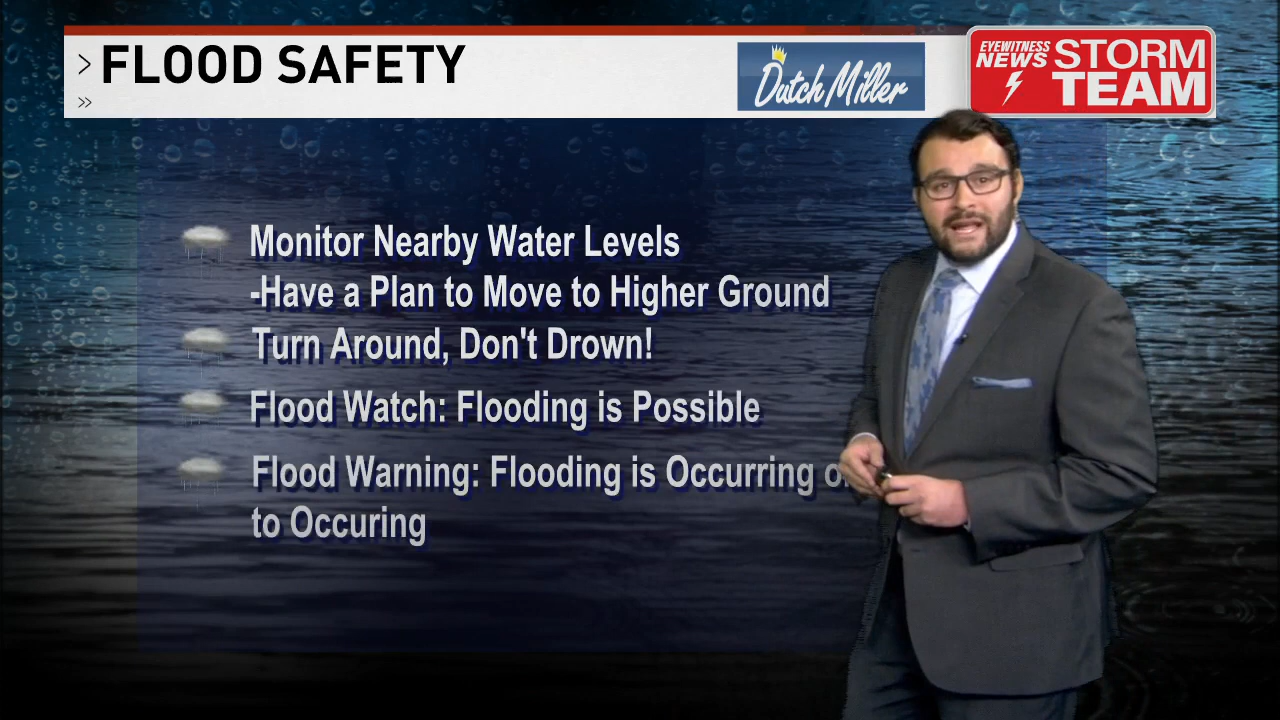 > FLOOD SAFETY
>>
Dutch Miller
EYEWITNESS
NEWS
STORM
TEAM
Monitor Nearby Water Levels
-Have a Plan to Move to Higher Ground
Turn Around, Don't Drown!
Flood Watch: Flooding is Possible
Flood Warning: Flooding is Occurring
to Occuring